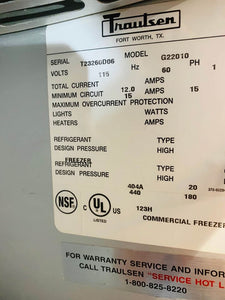 Traulsen
FORT WORTH, TX.
SERIAL T23260D06 MODEL G22010
VOLTS 115 Hz 60 PH 1
TOTAL CURRENT 12.0 AMPS
MINIMUM CIRCUIT 15 AMPS 15
MAXIMUM OVERCURRENT PROTECTION
LIGHTS WATTS
HEATERS AMPS
REFRIGERANT TYPE
DESIGN PRESSURE HIGH
FREEZER
REFRIGERANT TYPE
DESIGN PRESSURE HIGH
404A 20
440 180
NSF
C UL US
LISTED
123H
COMMERCIAL FREEZER
FOR WARRANTY SERVICE AND INFORMA
CALL TRAULSEN "SERVICE HOT L
1-800-825-8220